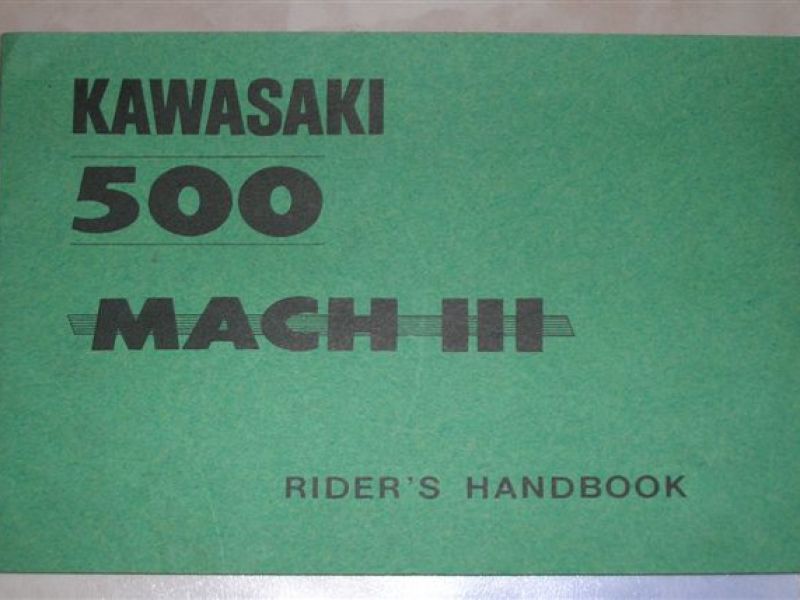 KAWASAKI
500
MACH III
RIDER'S HANDBOOK